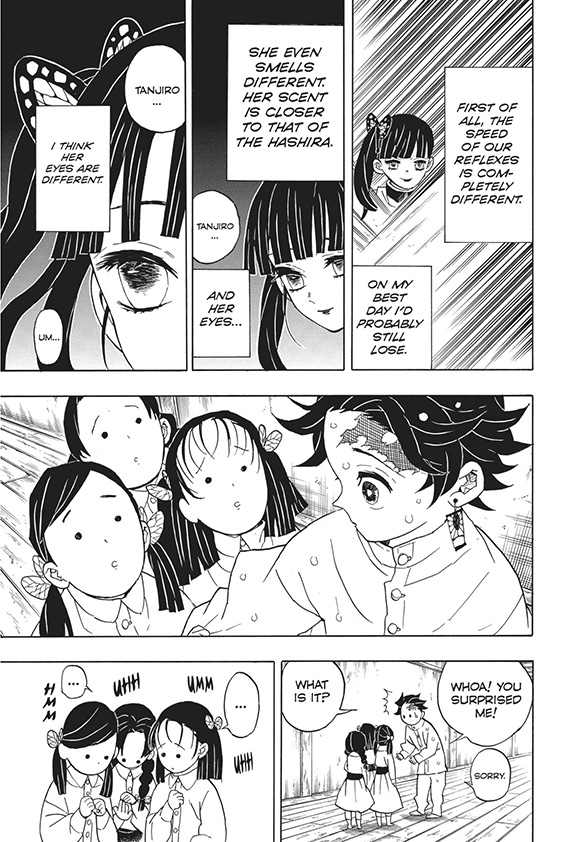 FIRST OF
ALL, THE
SPEED
OF OUR
REFLEXES
IS COM-
PLETELY
DIFFERENT.
ON MY
BEST
DAY I'D
PROBABLY
STILL
LOSE.
SHE EVEN
SMELLS
DIFFERENT.
HER SCENT
IS CLOSER
TO THAT OF
THE HASHIRA.
TANJIRO
...
AND
HER
EYES...
TANJIRO
...
I THINK
HER
EYES ARE
DIFFERENT.
UM...
WHOA! YOU
SURPRISED
ME!
SORRY.
WHAT
IS IT?
...
UMM
UHH
UHH
...
HMM